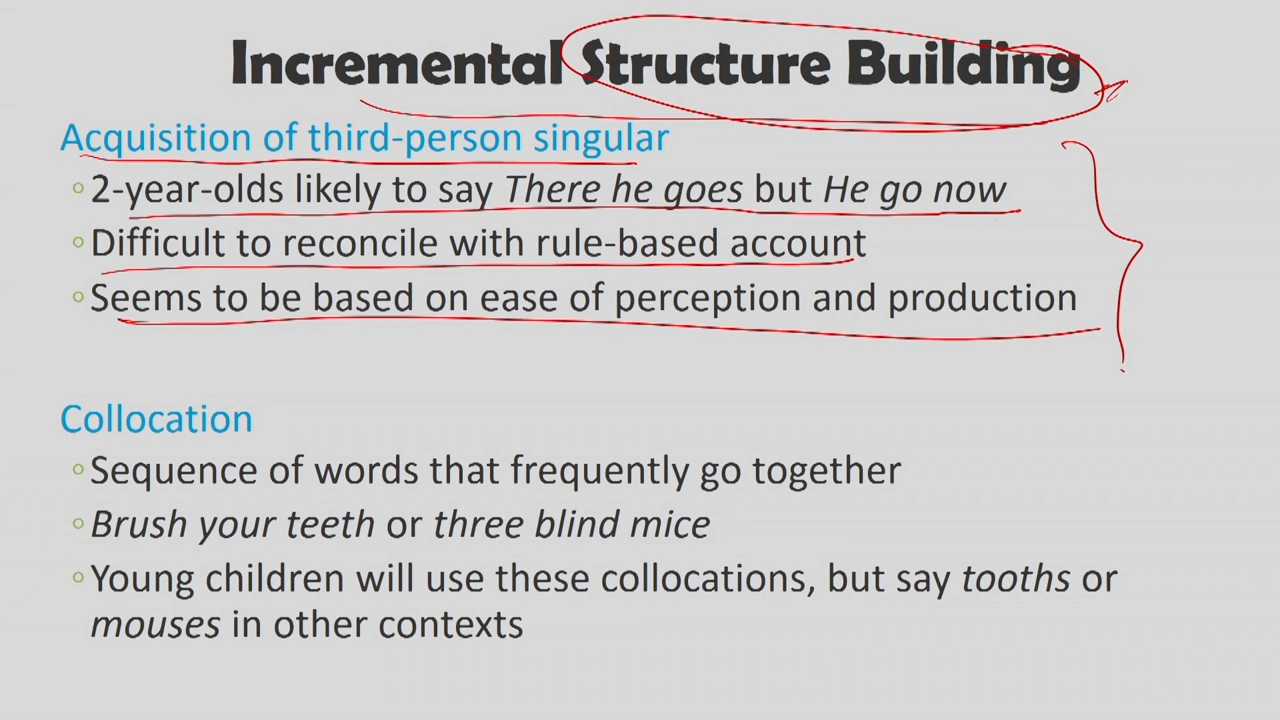 Incremental Structure Building
Acquisition of third-person singular
◦2-year-olds likely to say There he goes but He go now
◦Difficult to reconcile with rule-based account
◦Seems to be based on ease of perception and production
Collocation
◦Sequence of words that frequently go together
◦Brush your teeth or three blind mice
◦Young children will use these collocations, but say tooths or
mouses in other contexts